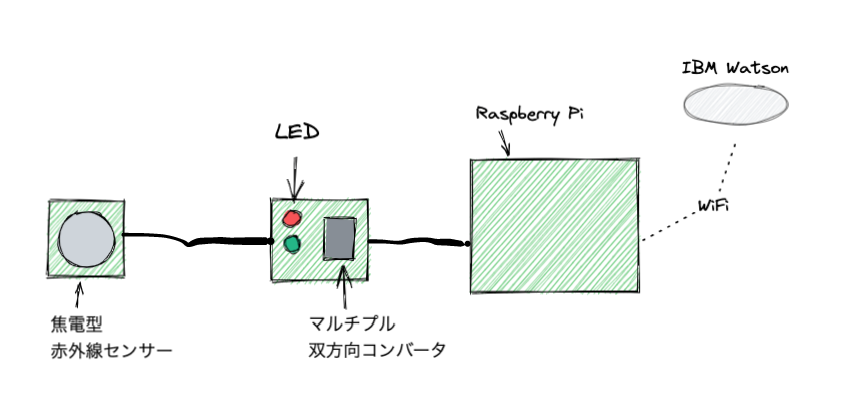 IBM Watson
Raspberry Pi
LED
WiFi
焦電型
赤外線センサー
マルチプル
双方向コンバータ